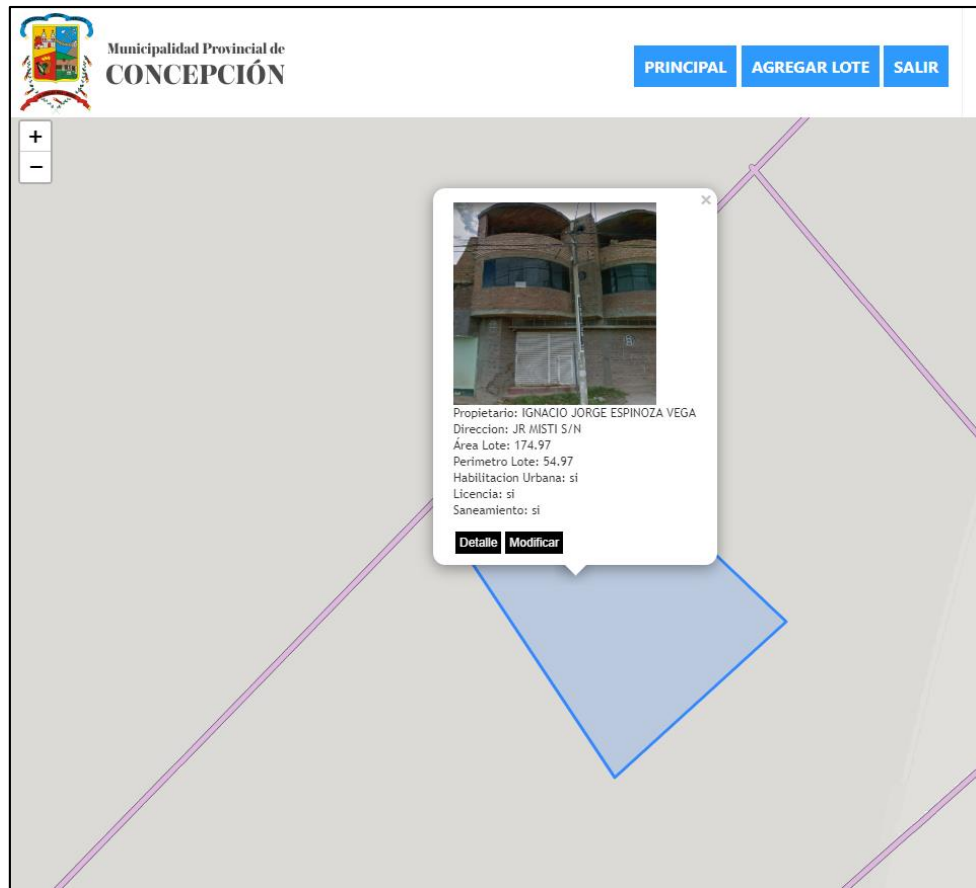 Municipalidad Provincial de
CONCEPCIÓN
PRINCIPAL AGREGAR LOTE SALIR
+
−
×
Propietario: IGNACIO JORGE ESPINOZA VEGA
Direccion: JR MISTI S/N
Área Lote: 174.97
Perimetro Lote: 54.97
Habilitacion Urbana: si
Licencia: si
Saneamiento: si
Detalle Modificar